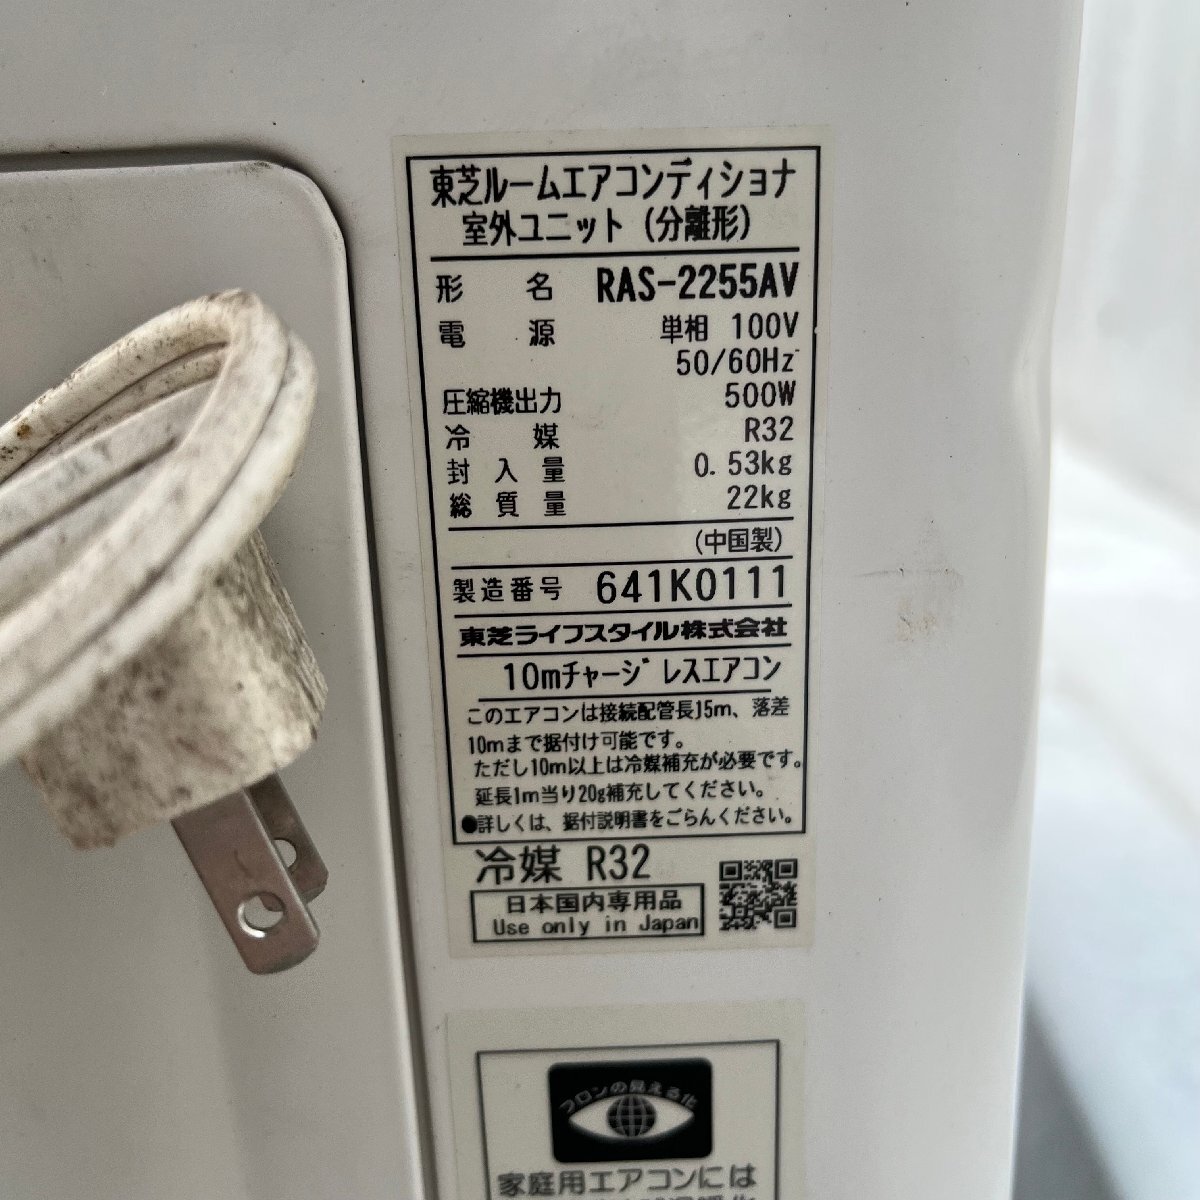 東芝ルームエアコンディショナ
室外ユニット (分離形)
形名 RAS-2255AV
電源 単相 100V
50/60Hz
圧縮機出力 500W
冷媒 R32
封入量 0.53kg
総質量 22kg
(中国製)
製造番号 641K0111
東芝ライフスタイル株式会社
10mチャージレスエアコン
このエアコンは接続配管長15m、落差
10mまで据付け可能です。
ただし10m以上は冷媒補充が必要です。
延長1m当り20g補充してください。
●詳しくは、据付説明書をごらんください。
冷媒 R32
日本国内専用品
Use only in Japan
フロンの見える化
家庭用エアコンには